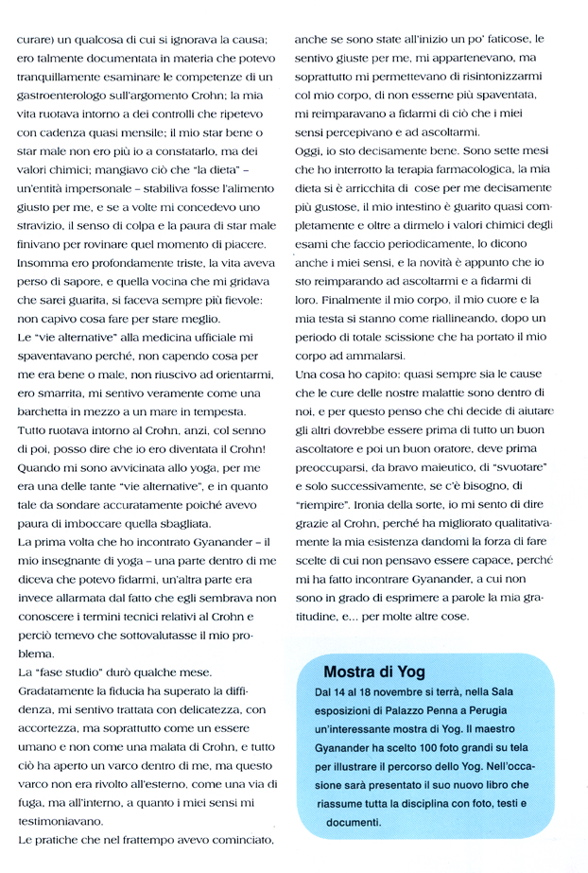 curare) un qualcosa di cui si ignorava la causa;
ero talmente documentata in materia che potevo
tranquillamente esaminare le competenze di un
gastroenterologo sull'argomento Crohn; la mia
vita ruotava intorno a dei controlli che ripetevo
con cadenza quasi mensile; il mio star bene o
star male non ero più io a constatarlo, ma dei
valori chimici; mangiavo ciò che "la dieta" –
un'entità impersonale – stabiliva fosse l'alimento
giusto per me, e se a volte mi concedevo uno
stravizio, il senso di colpa e la paura di star male
finivano per rovinare quel momento di piacere.
Insomma ero profondamente triste, la vita aveva
perso di sapore, e quella vocina che mi gridava
che sarei guarita, si faceva sempre più fievole:
non capivo cosa fare per stare meglio.
Le "vie alternative" alla medicina ufficiale mi
spaventavano perché, non capendo cosa per
me era bene o male, non riuscivo ad orientarmi,
ero smarrita, mi sentivo veramente come una
barchetta in mezzo a un mare in tempesta.
Tutto ruotava intorno al Crohn, anzi, col senno
di poi, posso dire che io ero diventata il Crohn!
Quando mi sono avvicinata allo yoga, per me
era una delle tante "vie alternative", e in quanto
tale da sondare accuratamente poiché avevo
paura di imboccare quella sbagliata.
La prima volta che ho incontrato Gyanander – il
mio insegnante di yoga – una parte dentro di me
diceva che potevo fidarmi, un'altra parte era
invece allarmata dal fatto che egli sembrava non
conoscere i termini tecnici relativi al Crohn e
perciò temevo che sottovalutasse il mio pro-
blema.
La "fase studio" durò qualche mese.
Gradatamente la fiducia ha superato la diffi-
denza, mi sentivo trattata con delicatezza, con
accortezza, ma soprattutto come un essere
umano e non come una malata di Crohn, e tutto
ciò ha aperto un varco dentro di me, ma questo
varco non era rivolto all'esterno, come una via di
fuga, ma all'interno, a quanto i miei sensi mi
testimoniavano.
Le pratiche che nel frattempo avevo cominciato,
anche se sono state all'inizio un po' faticose, le
sentivo giuste per me, mi appartenevano, ma
soprattutto mi permettevano di risintonizzarmi
col mio corpo, di non esserne più spaventata,
mi reimparavano a fidarmi di ciò che i miei
sensi percepivano e ad ascoltarmi.
Oggi, io sto decisamente bene. Sono sette mesi
che ho interrotto la terapia farmacologica, la mia
dieta si è arricchita di cose per me decisamente
più gustose, il mio intestino è guarito quasi com-
pletamente e oltre a dirmelo i valori chimici degli
esami che faccio periodicamente, lo dicono
anche i miei sensi, e la novità è appunto che io
sto reimparando ad ascoltarmi e a fidarmi di
loro. Finalmente il mio corpo, il mio cuore e la
mia testa si stanno come riallineando, dopo un
periodo di totale scissione che ha portato il mio
corpo ad ammalarsi.
Una cosa ho capito: quasi sempre sia le cause
che le cure delle nostre malattie sono dentro di
noi, e per questo penso che chi decide di aiutare
gli altri dovrebbe essere prima di tutto un buon
ascoltatore e poi un buon oratore, deve prima
preoccuparsi, da bravo maieutico, di "svuotare"
e solo successivamente, se c'è bisogno, di
"riempire". Ironia della sorte, io mi sento di dire
grazie al Crohn, perché ha migliorato qualitativa-
mente la mia esistenza dandomi la forza di fare
scelte di cui non pensavo essere capace, perché
mi ha fatto incontrare Gyanander, a cui non
sono in grado di esprimere a parole la mia gra-
titudine, e... per molte altre cose.
Mostra di Yog
Dal 14 al 18 novembre si terrà, nella Sala
esposizioni di Palazzo Penna a Perugia
un'interessante mostra di Yog. Il maestro
Gyanander ha scelto 100 foto grandi su tela
per illustrare il percorso dello Yog. Nell'occa-
sione sarà presentato il suo nuovo libro che
riassume tutta la disciplina con foto, testi e
documenti.